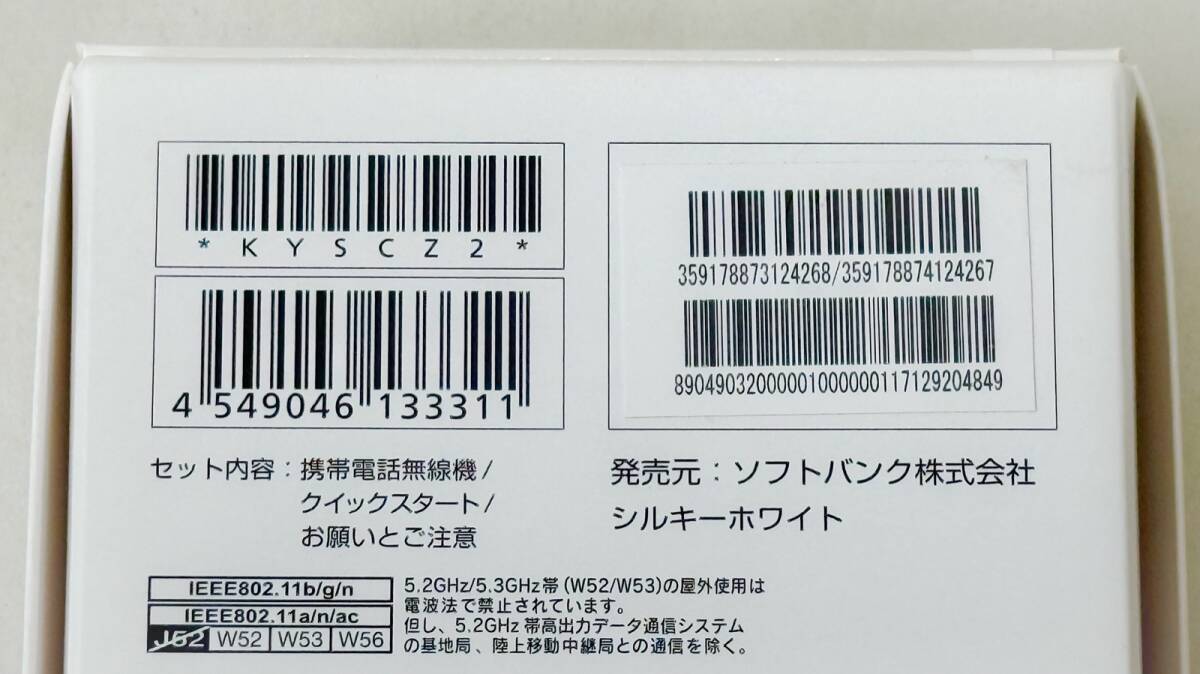 * K Y S C Z 2 *
4 549046 133311
359178873124268/359178874124267
89049032000001000000117129204849
セット内容：携帯電話無線機/
クイックスタート/
お願いとご注意
発売元：ソフトバンク株式会社
シルキーホワイト
IEEE802.11b/g/n
IEEE802.11a/n/ac
J52 W52 W53 W56
5.2GHz/5.3GHz帯(W52/W53)の屋外使用は
電波法で禁止されています。
但し、5.2GHz帯高出力データ通信システム
の基地局、陸上移動中継局との通信を除く。